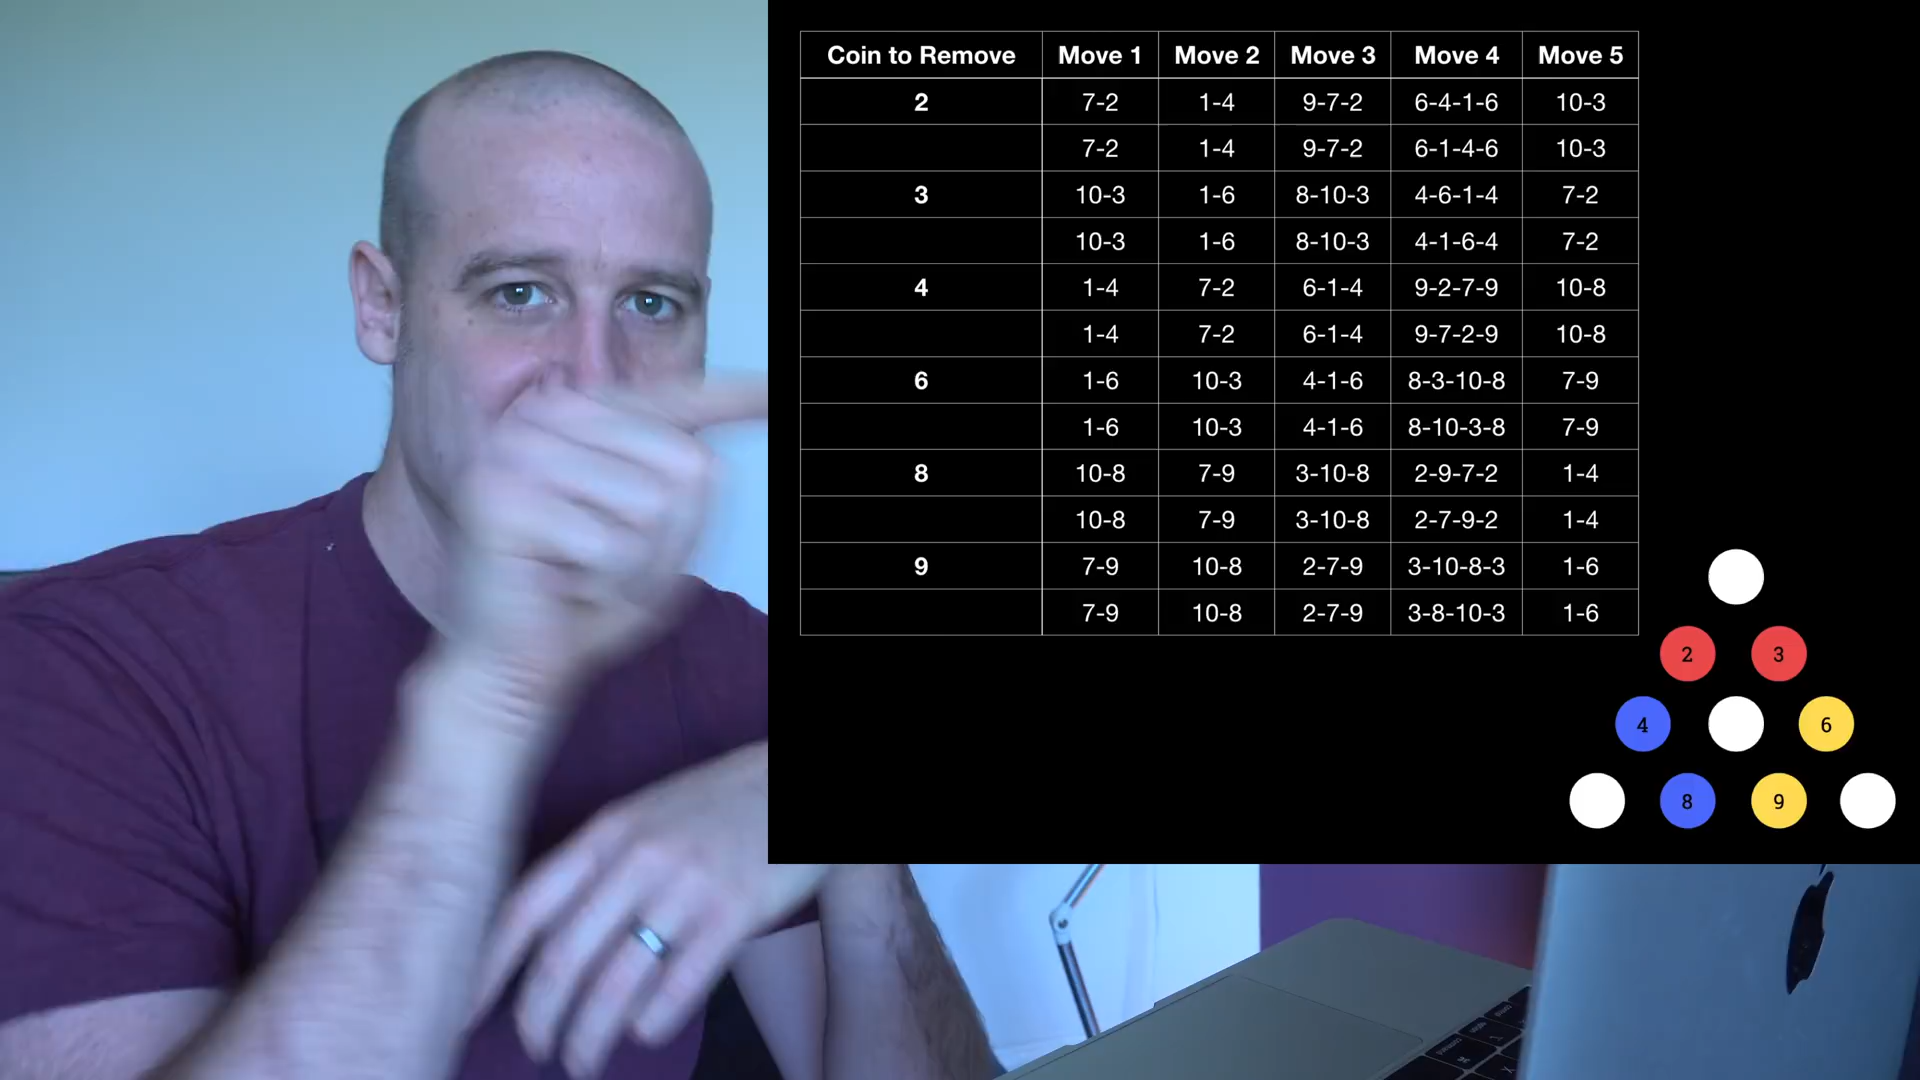 Coin to Remove Move 1 Move 2 Move 3 Move 4 Move 5
2 7-2 1-4 9-7-2 6-4-1-6 10-3
7-2 1-4 9-7-2 6-1-4-6 10-3
3 10-3 1-6 8-10-3 4-6-1-4 7-2
10-3 1-6 8-10-3 4-1-6-4 7-2
4 1-4 7-2 6-1-4 9-2-7-9 10-8
1-4 7-2 6-1-4 9-7-2-9 10-8
6 1-6 10-3 4-1-6 8-3-10-8 7-9
1-6 10-3 4-1-6 8-10-3-8 7-9
8 10-8 7-9 3-10-8 2-9-7-2 1-4
10-8 7-9 3-10-8 2-7-9-2 1-4
9 7-9 10-8 2-7-9 3-10-8-3 1-6
7-9 10-8 2-7-9 3-8-10-3 1-6
2 3
4 6
8 9